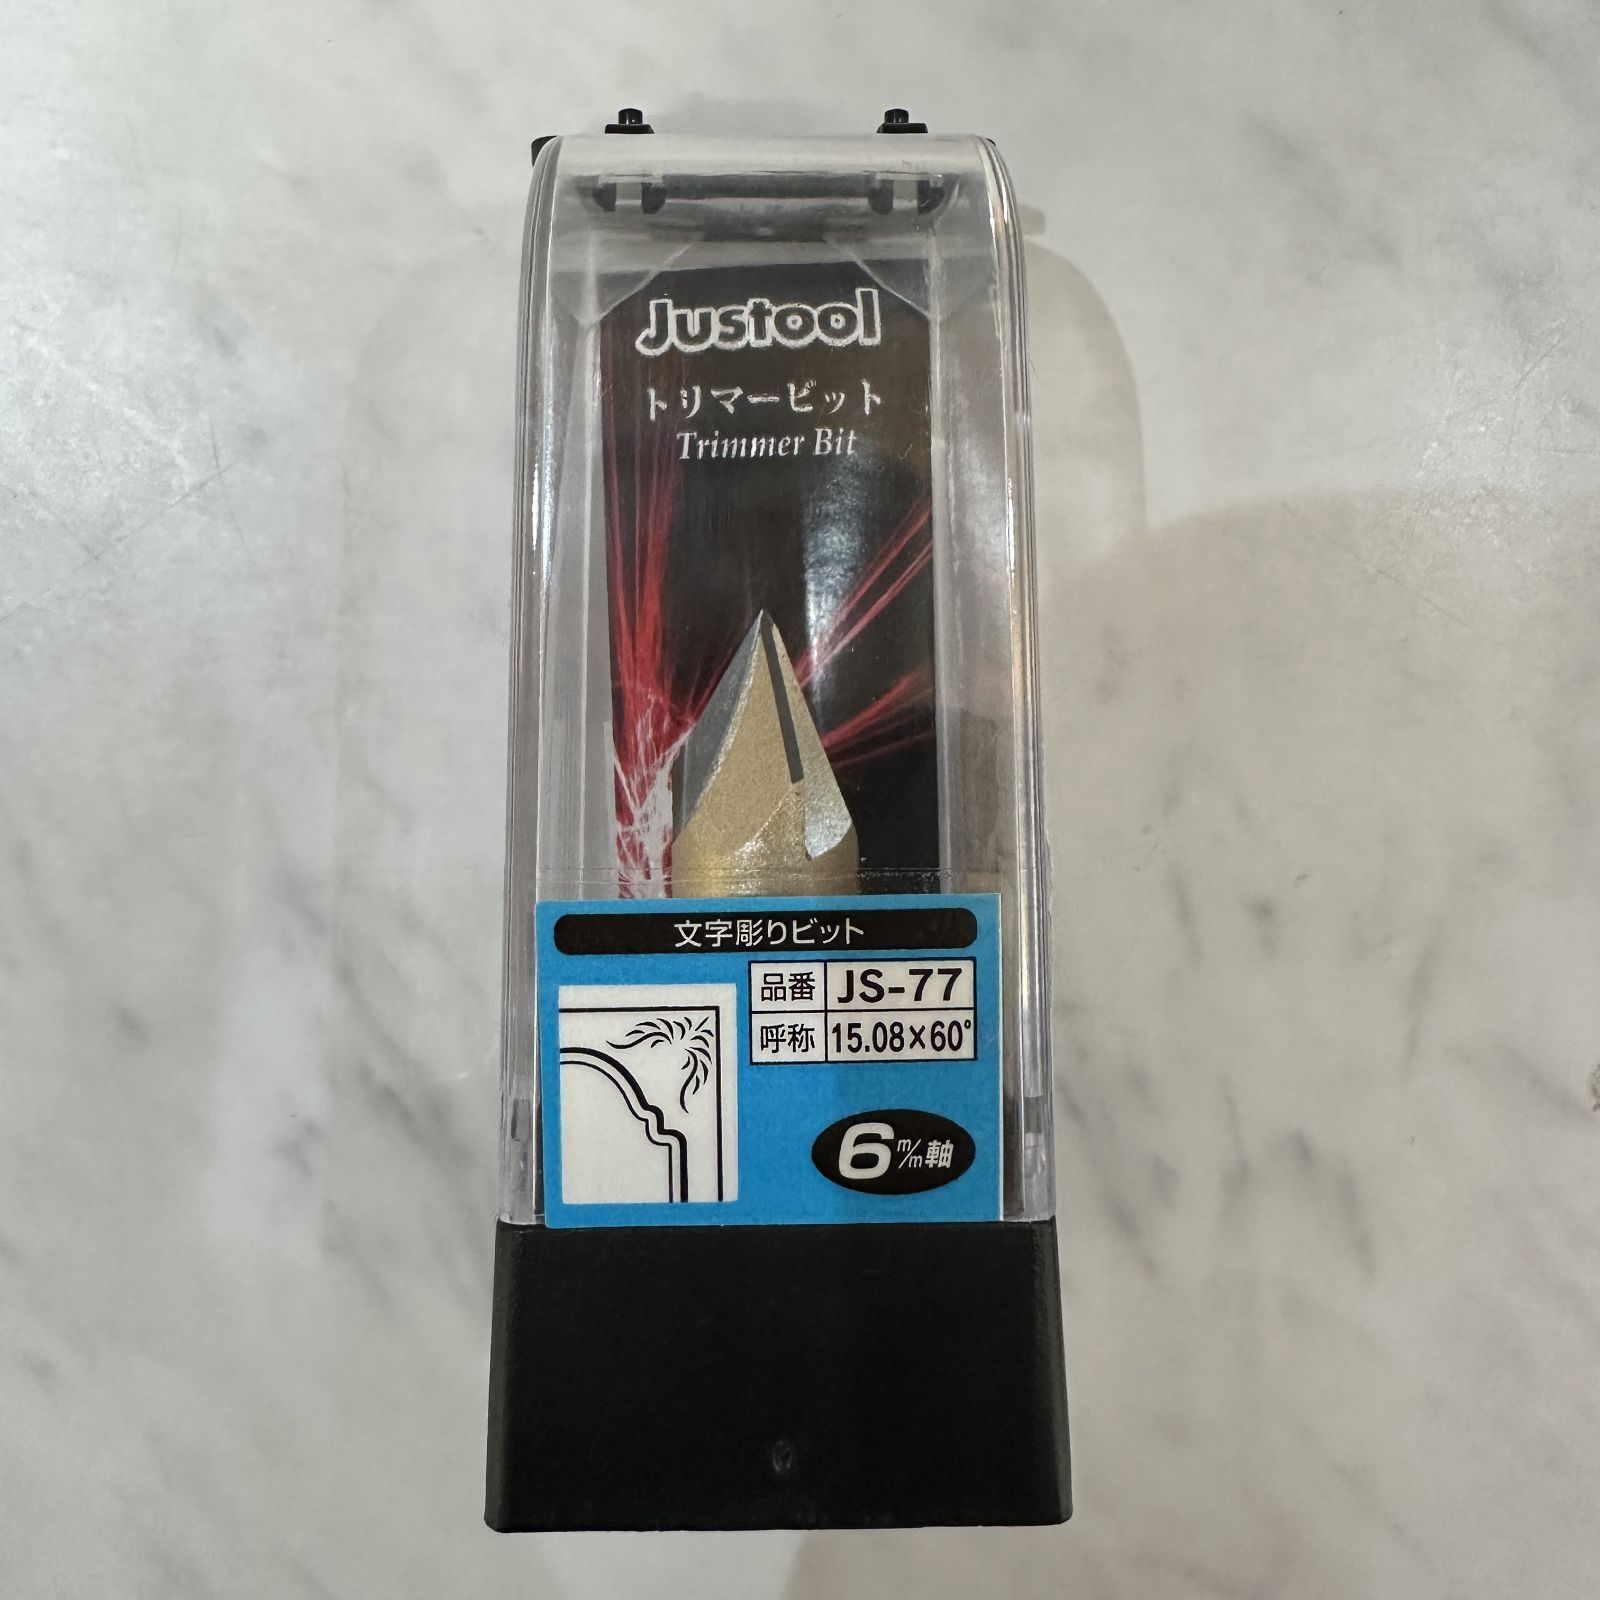 Justool
トリマービット
Trimmer Bit
文字彫りビット
品番 JS-77
呼称 15.08×60°
6m/m軸